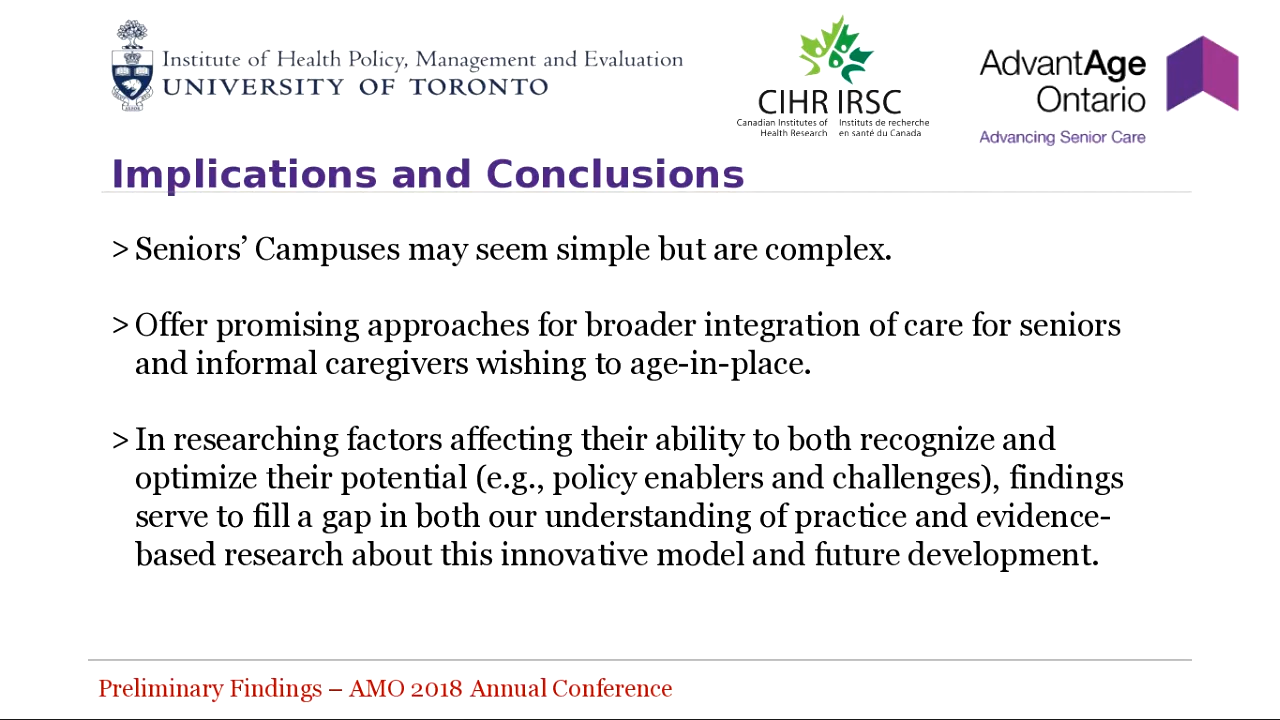 Institute of Health Policy, Management and Evaluation
UNIVERSITY OF TORONTO
CIHR IRSC
Canadian Institutes of Health Research
Instituts de recherche en santé du Canada
AdvantAge
Ontario
Advancing Senior Care
Implications and Conclusions
> Seniors’ Campuses may seem simple but are complex.
> Offer promising approaches for broader integration of care for seniors
and informal caregivers wishing to age-in-place.
> In researching factors affecting their ability to both recognize and
optimize their potential (e.g., policy enablers and challenges), findings
serve to fill a gap in both our understanding of practice and evidence-
based research about this innovative model and future development.
Preliminary Findings – AMO 2018 Annual Conference